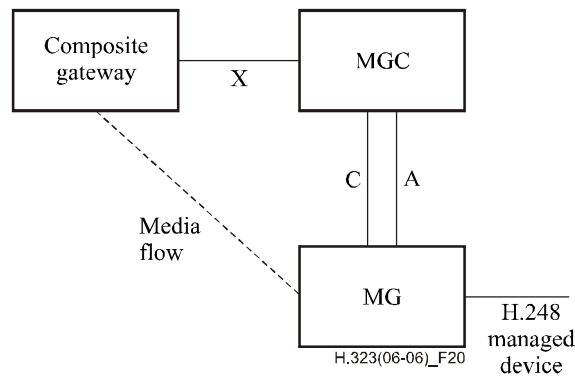 Composite
gateway
X
MGC
C
A
Media
flow
MG
H.248
managed
device
H.323(06-06)_F20